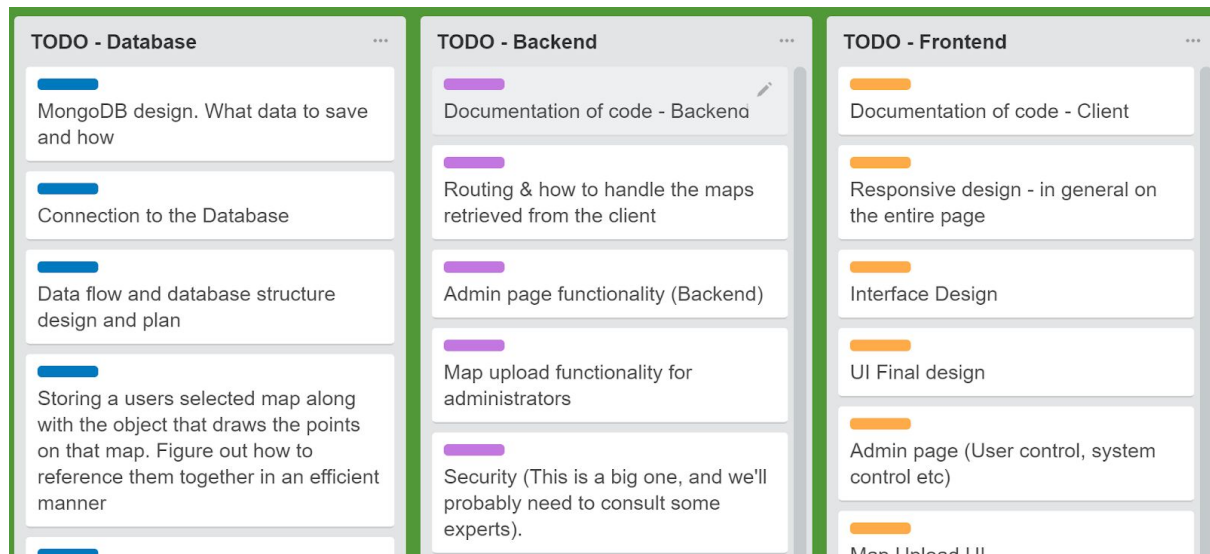 TODO - Database
MongoDB design. What data to save
and how
Connection to the Database
Data flow and database structure
design and plan
Storing a users selected map along
with the object that draws the points
on that map. Figure out how to
reference them together in an efficient
manner
TODO - Backend
Documentation of code - Backend
Routing & how to handle the maps
retrieved from the client
Admin page functionality (Backend)
Map upload functionality for
administrators
Security (This is a big one, and we'll
probably need to consult some
experts).
TODO - Frontend
Documentation of code - Client
Responsive design - in general on
the entire page
Interface Design
UI Final design
Admin page (User control, system
control etc)
Map Upload UI